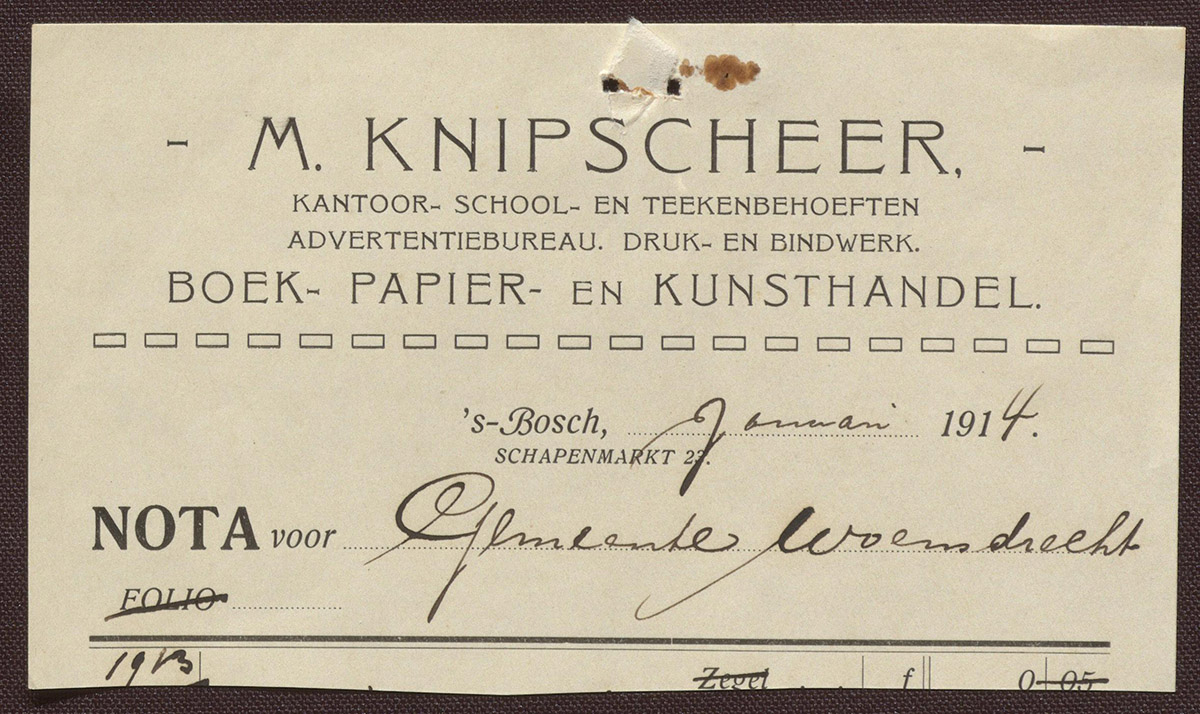 - M. KNIPSCHEER, -
KANTOOR- SCHOOL- EN TEEKENBEHOEFTEN
ADVERTENTIEBUREAU. DRUK- EN BINDWERK.
BOEK- PAPIER- EN KUNSTHANDEL.
's-Bosch, Januari 1914.
SCHAPENMARKT 23.
NOTA voor Gemeente Woensdrecht
FOLIO
1913 Zegel f 0 05